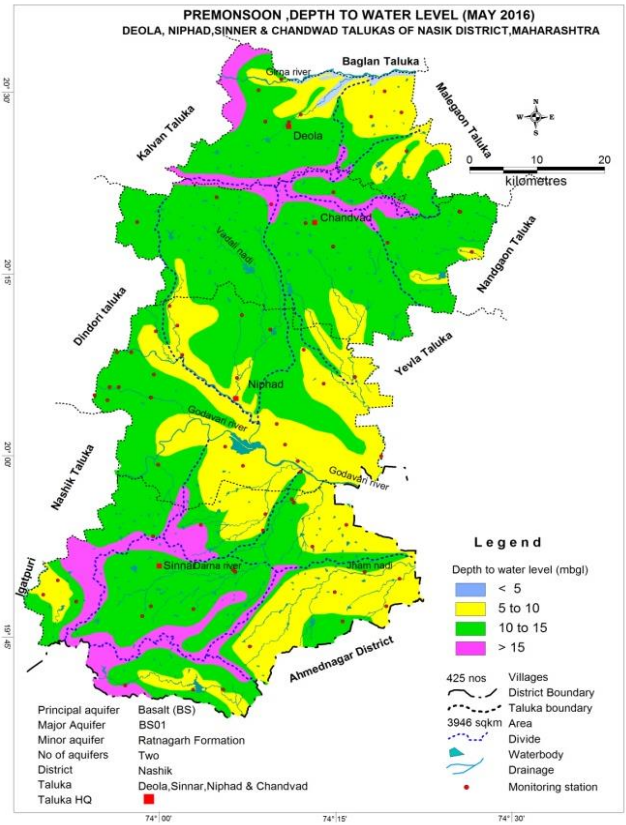 PREMONSOON ,DEPTH TO WATER LEVEL (MAY 2016)
DEOLA, NIPHAD,SINNER & CHANDWAD TALUKAS OF NASIK DISTRICT,MAHARASHTRA
Baglan Taluka
Girna river
20° 30'
Kalvan Taluka
Malegaon Taluka
N
W E
S
Deola
0 10 20
kilometres
Chandvad
Vadali nadi
Nandgaon Taluka
20° 15'
Dindori taluka
Yevla Taluka
Niphad
Godavari river
20° 00'
Godavari river
Nashik Taluka
Igatpuri
Sinnar
Darna river
Jham nadi
19° 45'
Ahmednagar District
Legend
Depth to water level (mbgl)
< 5
5 to 10
10 to 15
> 15
425 nos Villages
District Boundary
Taluka boundary
3946 sqkm Area
Divide
Waterbody
Drainage
Monitoring station
Principal aquifer Basalt (BS)
Major Aquifer BS01
Minor aquifer Ratnagarh Formation
No of aquifers Two
District Nashik
Taluka Deola,Sinnar,Niphad & Chandvad
Taluka HQ
74° 00' 74° 15' 74° 30'